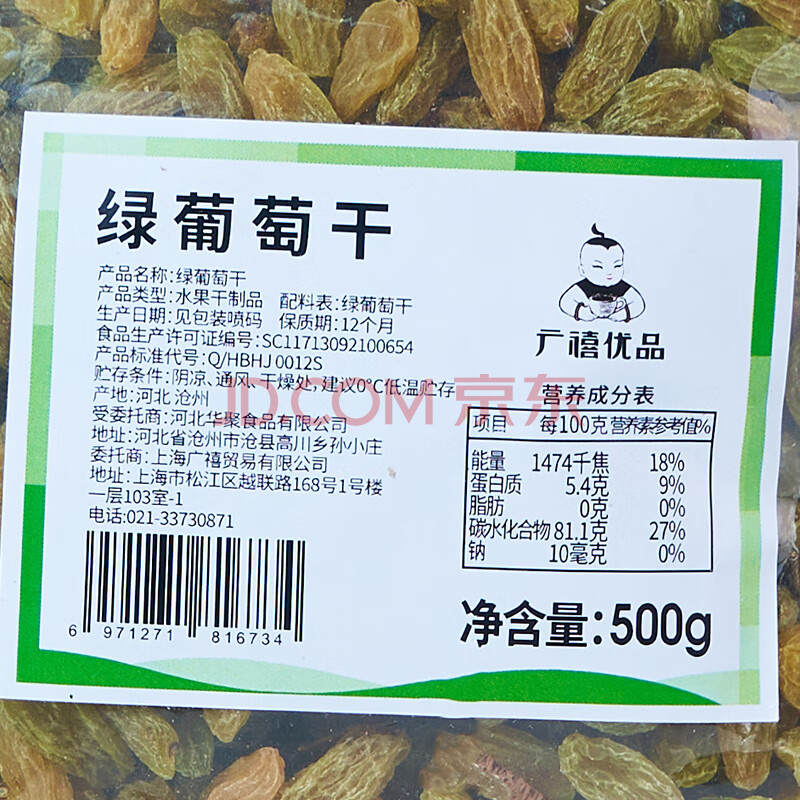 绿葡萄干
产品名称:绿葡萄干
产品类型:水果干制品 配料表:绿葡萄干
生产日期:见包装喷码 保质期:12个月
食品生产许可证编号:SC11713092100654
产品标准代号:Q/HBHJ 0012S
贮存条件:阴凉、通风、干燥处,建议0°C低温贮存
产地:河北 沧州
受委托商:河北华聚食品有限公司
地址:河北省沧州市沧县高川乡孙小庄
委托商:上海广禧贸易有限公司
地址:上海市松江区越联路168号1号楼
一层103室-1
电话:021-33730871
6 971271 816734
广禧优品
营养成分表
项目 每100克 营养素参考值%
能量 1474千焦 18%
蛋白质 5.4克 9%
脂肪 0克 0%
碳水化合物 81.1克 27%
钠 10毫克 0%
净含量:500g
JD.COM 京东